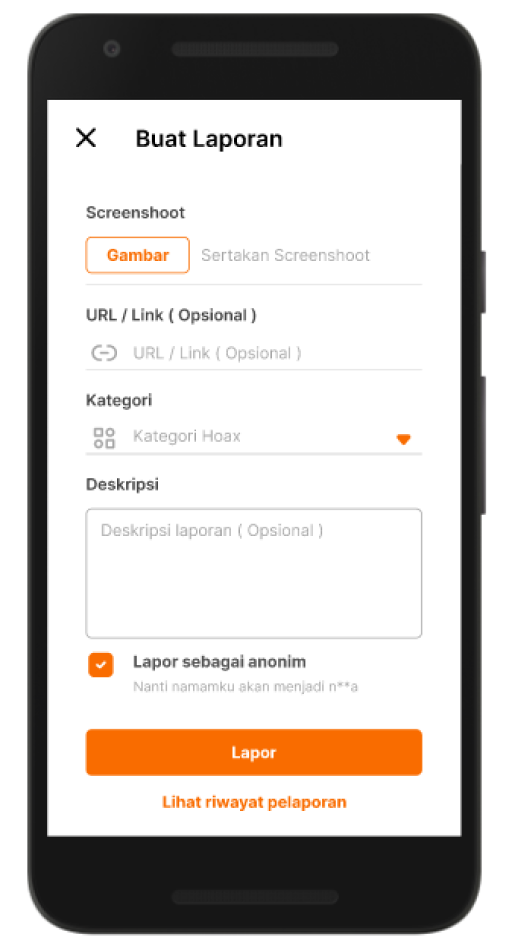 Buat Laporan
Screenshoot
Gambar Sertakan Screenshoot
URL / Link ( Opsional )
URL / Link ( Opsional )
Kategori
Kategori Hoax
Deskripsi
Deskripsi laporan ( Opsional )
Lapor sebagai anonim
Nanti namamku akan menjadi n**a
Lapor
Lihat riwayat pelaporan